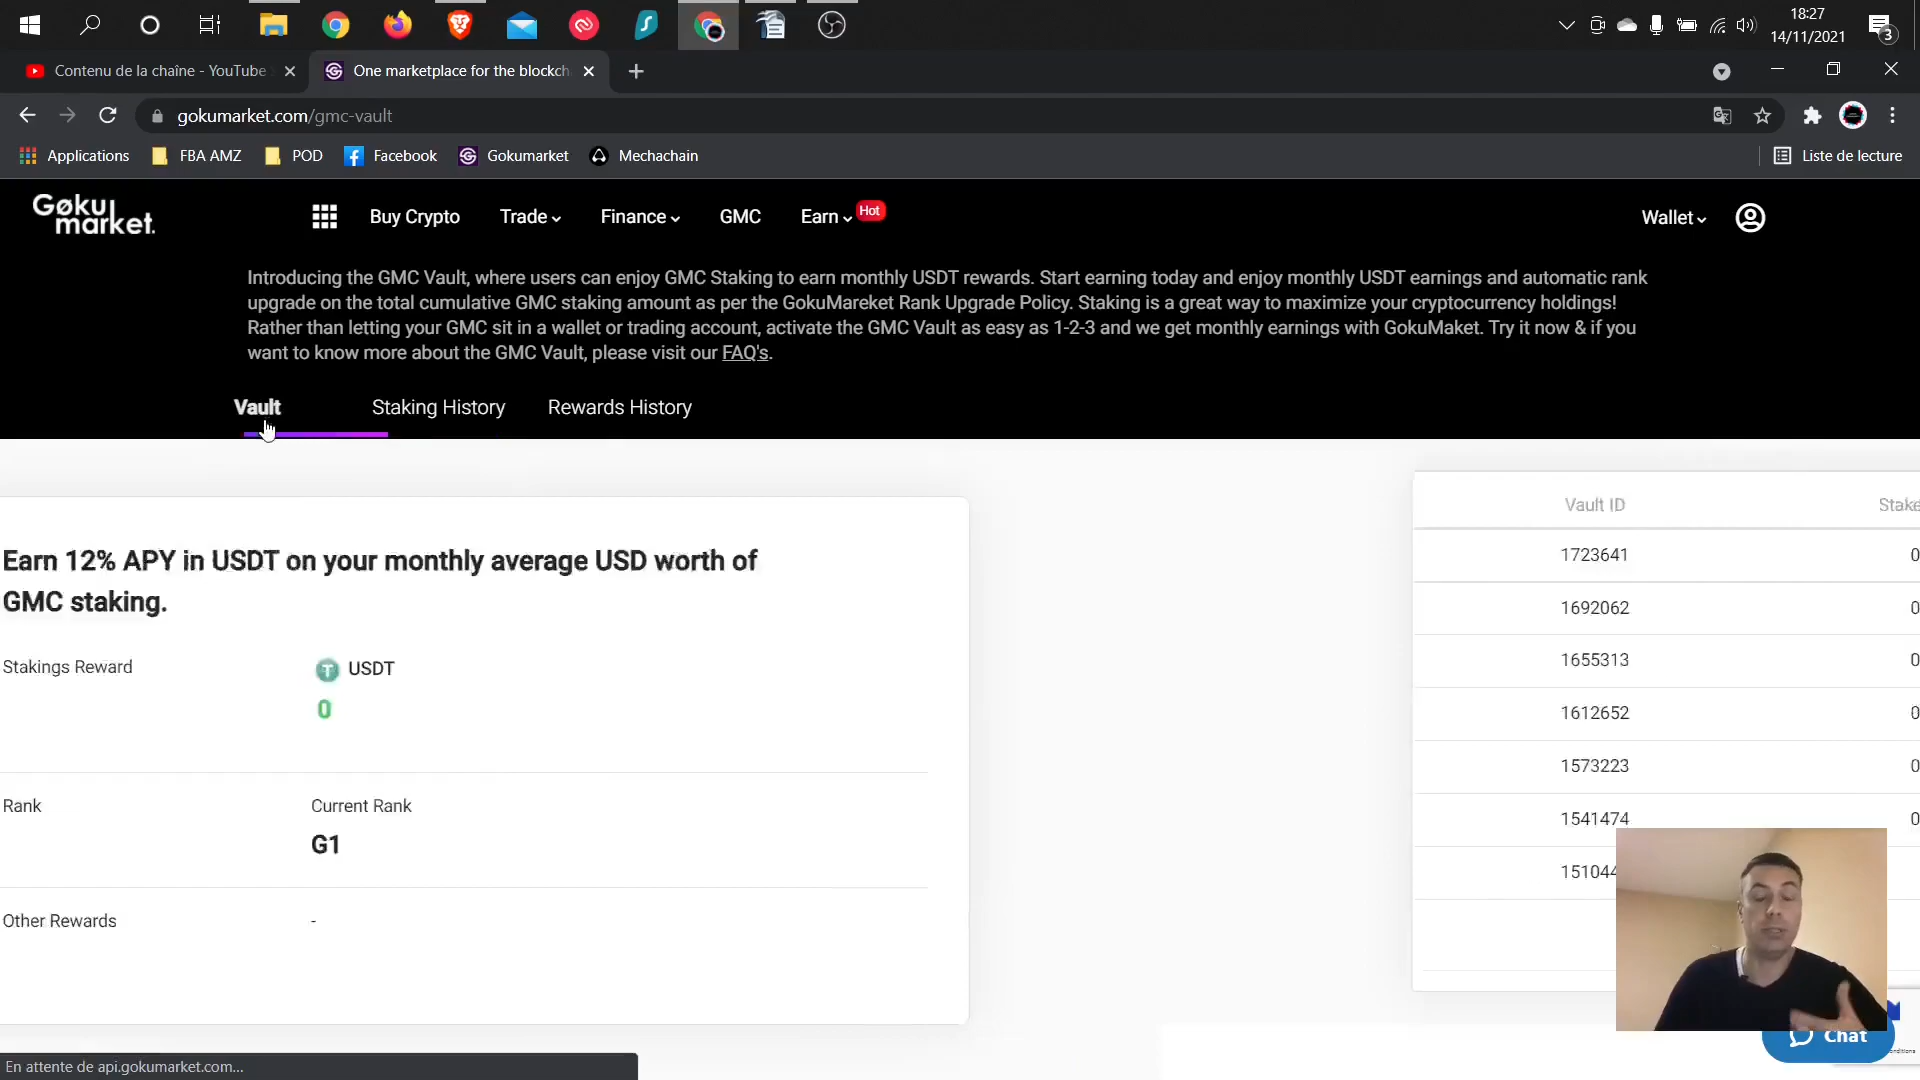 18:27
14/11/2021
3
Contenu de la chaîne - YouTube
One marketplace for the blockch
gokumarket.com/gmc-vault
Applications
FBA AMZ
POD
Facebook
Gokumarket
Mechachain
Liste de lecture
Gøku
market.
Buy Crypto
Trade
Finance
GMC
Earn
Hot
Wallet
Introducing the GMC Vault, where users can enjoy GMC Staking to earn monthly USDT rewards. Start earning today and enjoy monthly USDT earnings and automatic rank
upgrade on the total cumulative GMC staking amount as per the GokuMareket Rank Upgrade Policy. Staking is a great way to maximize your cryptocurrency holdings!
Rather than letting your GMC sit in a wallet or trading account, activate the GMC Vault as easy as 1-2-3 and we get monthly earnings with GokuMaket. Try it now & if you
want to know more about the GMC Vault, please visit our FAQ's.
Vault
Staking History
Rewards History
Earn 12% APY in USDT on your monthly average USD worth of
GMC staking.
Stakings Reward
USDT
0
Rank
Current Rank
G1
Other Rewards
-
Vault ID
Stake
1723641
0
1692062
0
1655313
0
1612652
0
1573223
0
1541474
0
151044
Chat
En attente de api.gokumarket.com...